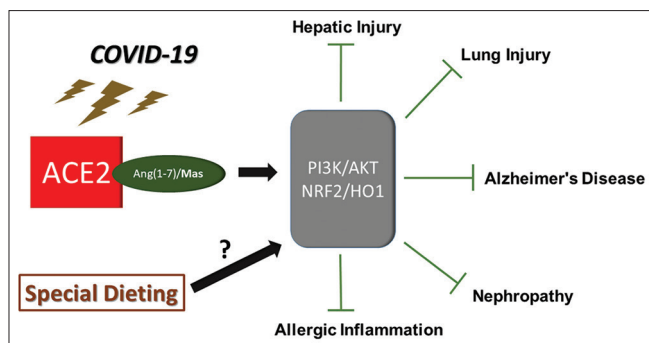 Hepatic Injury
COVID-19
Lung Injury
ACE2
Ang(1-7)/Mas
PI3K/AKT
NRF2/HO1
Alzheimer's Disease
?
Special Dieting
Nephropathy
Allergic Inflammation